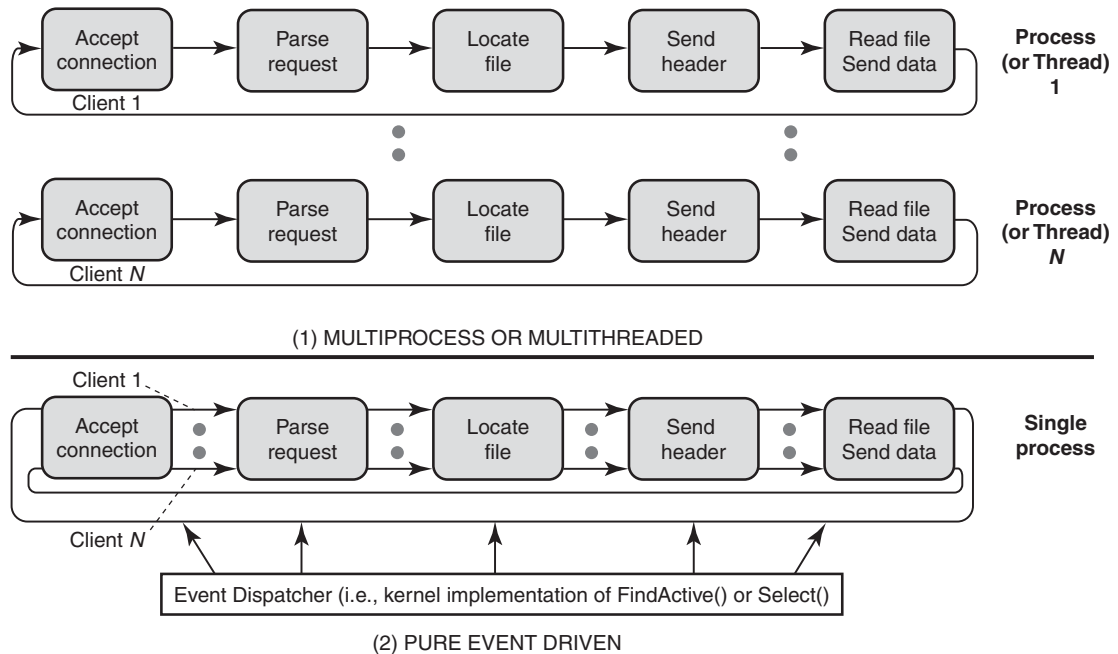 Accept
connection
Parse
request
Locate
file
Send
header
Read file
Send data
Process
(or Thread)
1
Client 1
Accept
connection
Parse
request
Locate
file
Send
header
Read file
Send data
Process
(or Thread)
N
Client N
(1) MULTIPROCESS OR MULTITHREADED
Client 1
Accept
connection
Parse
request
Locate
file
Send
header
Read file
Send data
Single
process
Client N
Event Dispatcher (i.e., kernel implementation of FindActive() or Select()
(2) PURE EVENT DRIVEN